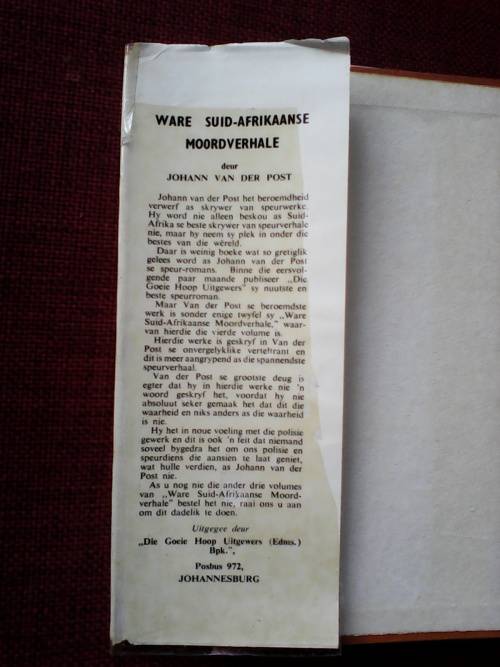 WARE SUID-AFRIKAANSE
MOORDVERHALE
deur
JOHANN VAN DER POST
Johann van der Post het beroemdheid
verwerf as skrywer van speurwerke.
Hy word nie alleen beskou as Suid-
Afrika se beste skrywer van speurverhale
nie, maar hy neem sy plek in onder die
bestes van die wêreld.
Daar is weinig boeke wat so gretiglik
gelees word as Johann van der Post
se speur-romans. Binne die eersvol-
gende paar maande publiseer „Die
Goeie Hoop Uitgewers" sy nuutste en
beste speurroman.
Maar Van der Post se beroemdste
werk is sonder enige twyfel sy „Ware
Suid-Afrikaanse Moordverhale," waar-
van hierdie die vierde volume is.
Hierdie werke is geskryf in Van der
Post se onvergelyklike verteltrant en
dit is meer aangrypend as die spannendste
speurverhaal.
Van der Post se grootste deug is
egter dat hy in hierdie werke nie 'n
woord geskryf het, voordat hy nie
absoluut seker gemaak het dat dit die
waarheid en niks anders as die waarheid
is nie.
Hy het in noue voeling met die polisie
gewerk en dit is ook 'n feit dat niemand
soveel bygedra het om ons polisie en
speurdiens die aansien te laat geniet,
wat hulle verdien, as Johann van der
Post nie.
As u nog nie die ander drie volumes
van „Ware Suid-Afrikaanse Moord-
verhale" bestel het nie, raai ons u aan
om dit dadelik te doen.
Uitgegee deur
„Die Goeie Hoop Uitgewers (Edms.)
Bpk.",
Posbus 972,
JOHANNESBURG